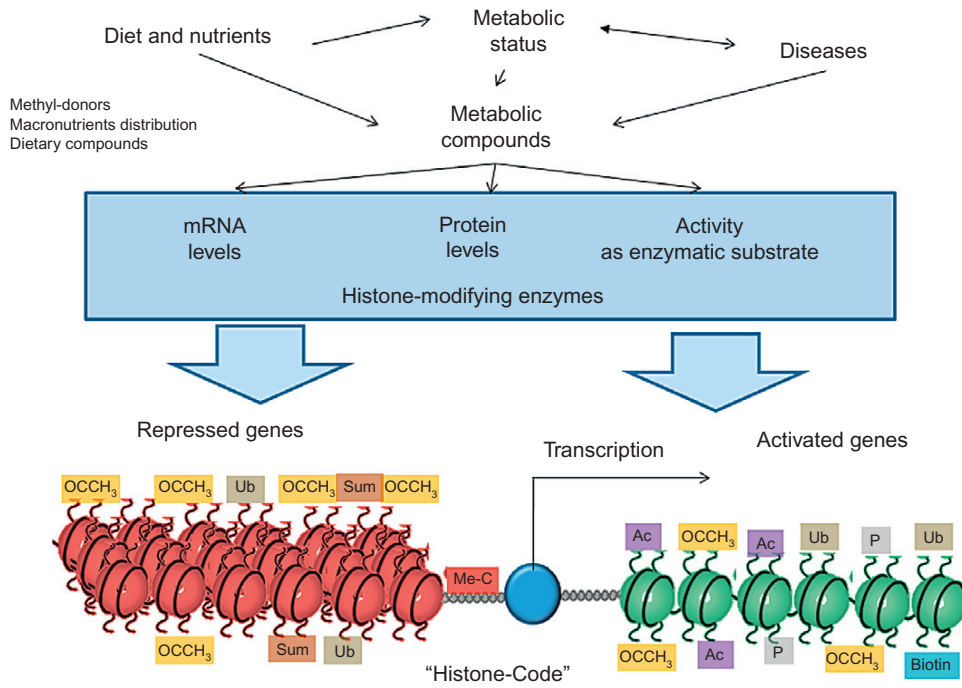 Diet and nutrients
Metabolic
status
Diseases
Methyl-donors
Macronutrients distribution
Dietary compounds
Metabolic
compounds
mRNA
levels
Protein
levels
Activity
as enzymatic substrate
Histone-modifying enzymes
Repressed genes
Transcription
Activated genes
OCCH₃ OCCH₃ Ub OCCH₃ Sum OCCH₃
Ac OCCH₃ Ac Ub P Ub
Me-C
OCCH₃ Sum Ub
OCCH₃ Ac P OCCH₃ Biotin
“Histone-Code”